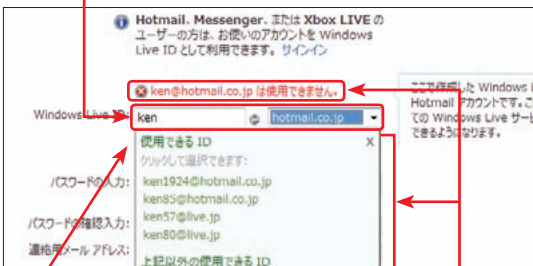 Hotmail、Messenger、または Xbox LIVE の
ユーザーの方は、お使いのアカウントを Windows
Live ID として利用できます。サインイン
ken@hotmail.co.jp は使用できません。
ここで作成した Windows
Hotmail アカウントです。こ
ての Windows Live サー
できるようになります。
Windows Live ID: ken @ hotmail.co.jp
使用できる ID X
クリックして選択できます:
ken1924@hotmail.co.jp
ken85@hotmail.co.jp
ken57@live.jp
ken80@live.jp
パスワードの入力:
パスワードの確認入力:
連絡用メール アドレス:
上記以外の使用できる ID